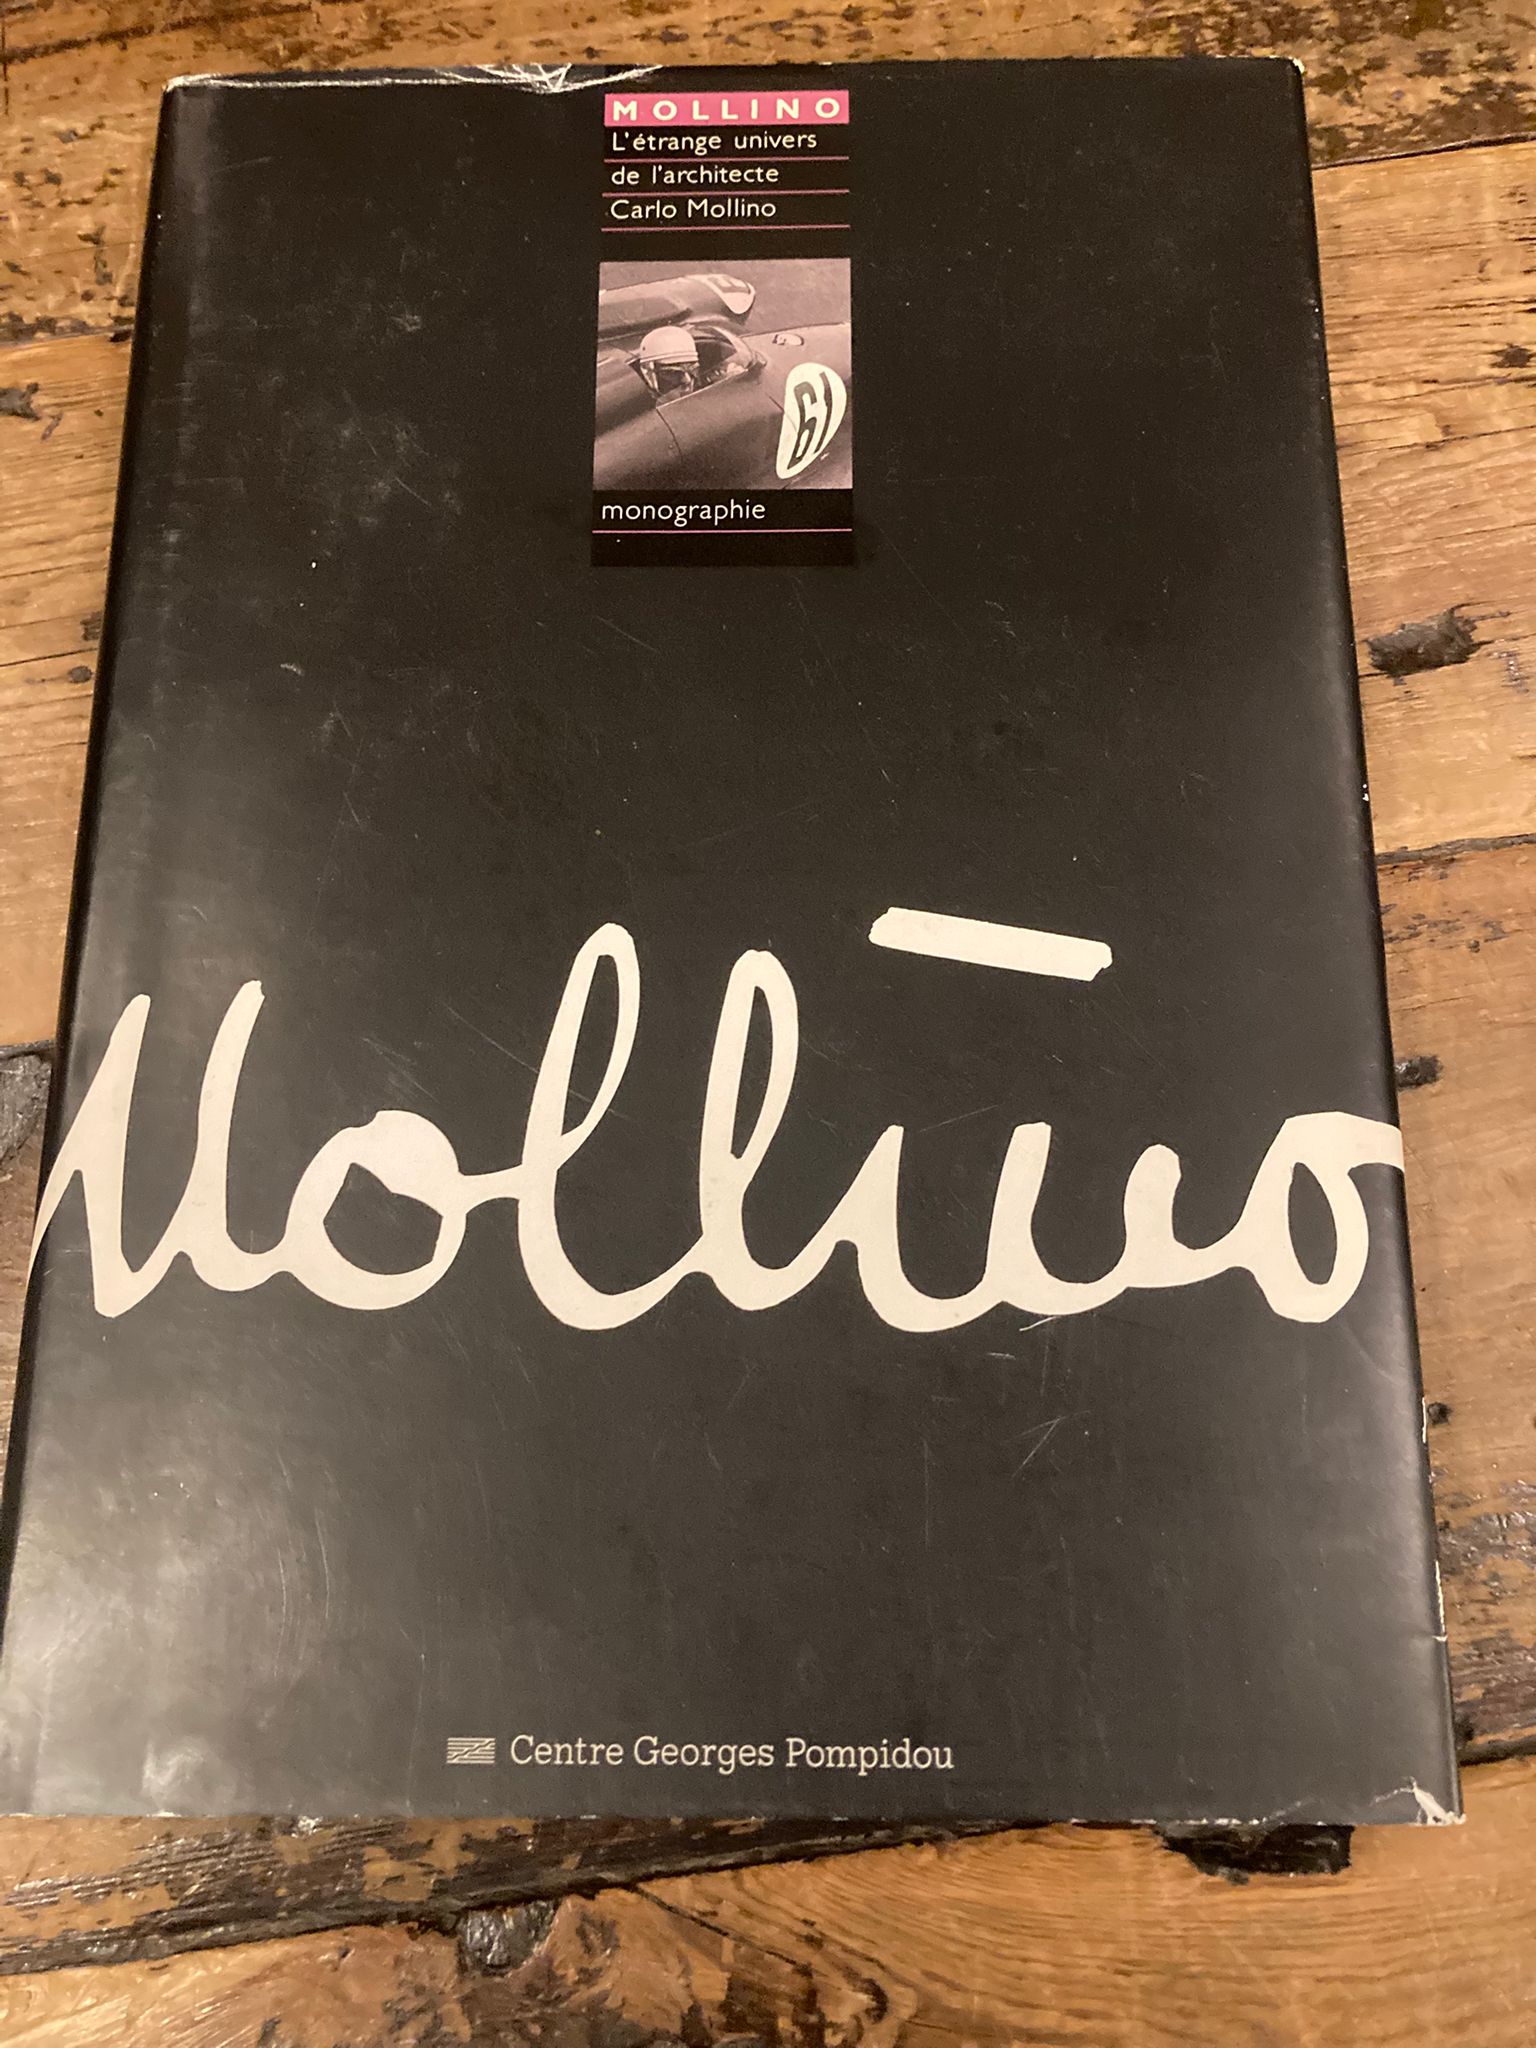 MOLLINO
L'étrange univers
de l'architecte
Carlo Mollino
61
monographie
Mollino
Centre Georges Pompidou